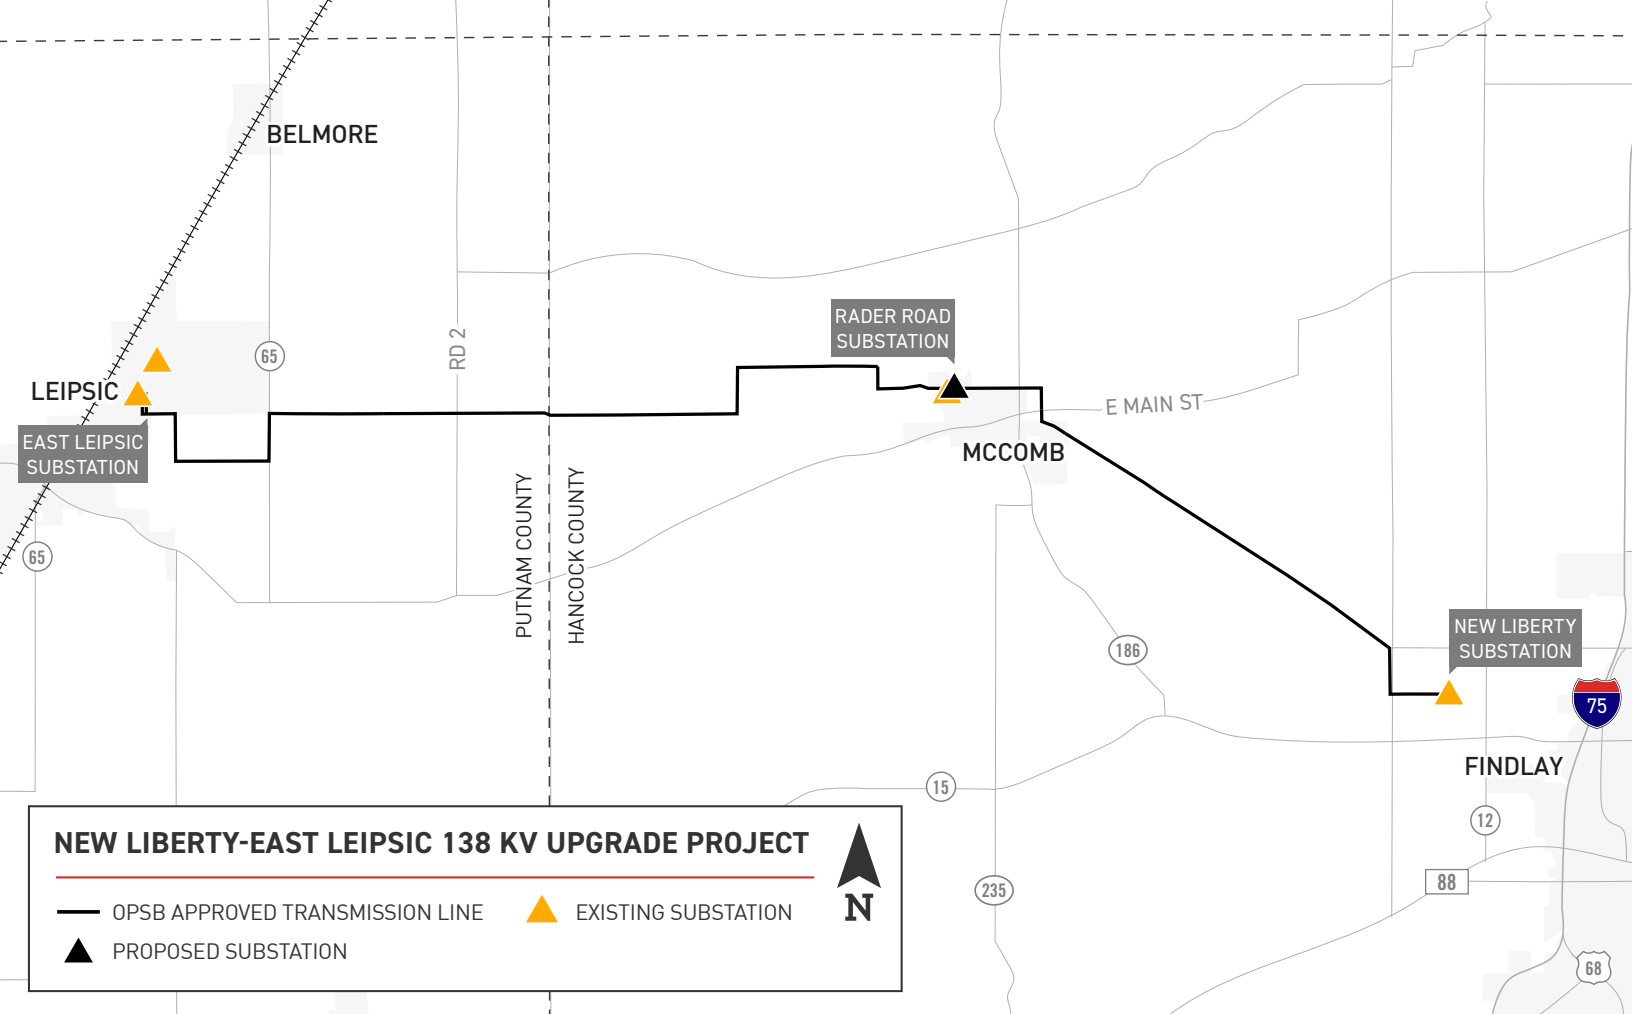 BELMORE
RADER ROAD
SUBSTATION
65
RD 2
LEIPSIC
E MAIN ST
EAST LEIPSIC
SUBSTATION
MCCOMB
PUTNAM COUNTY
HANCOCK COUNTY
65
186
NEW LIBERTY
SUBSTATION
75
FINDLAY
15
12
235
88
68
NEW LIBERTY-EAST LEIPSIC 138 KV UPGRADE PROJECT
OPSB APPROVED TRANSMISSION LINE
EXISTING SUBSTATION
PROPOSED SUBSTATION
N